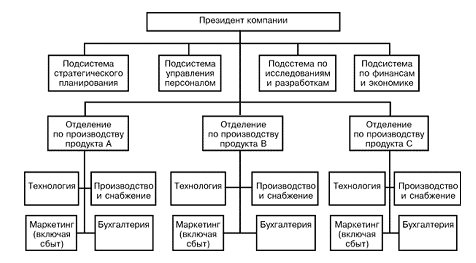 Президент компании
Подсистема
стратегического
планирования
Подсистема
управления
персоналом
Подсстема по
исследованиям
и разработкам
Подсистема
по финансам
и экономике
Отделение
по производству
продукта А
Отделение
по производству
продукта В
Отделение
по производству
продукта С
Технология
Производство
и снабжение
Технология
Производство
и снабжение
Технология
Производство
и снабжение
Маркетинг
(включая
сбыт)
Бухгалтерия
Маркетинг
(включая
сбыт)
Бухгалтерия
Маркетинг
(включая
сбыт)
Бухгалтерия